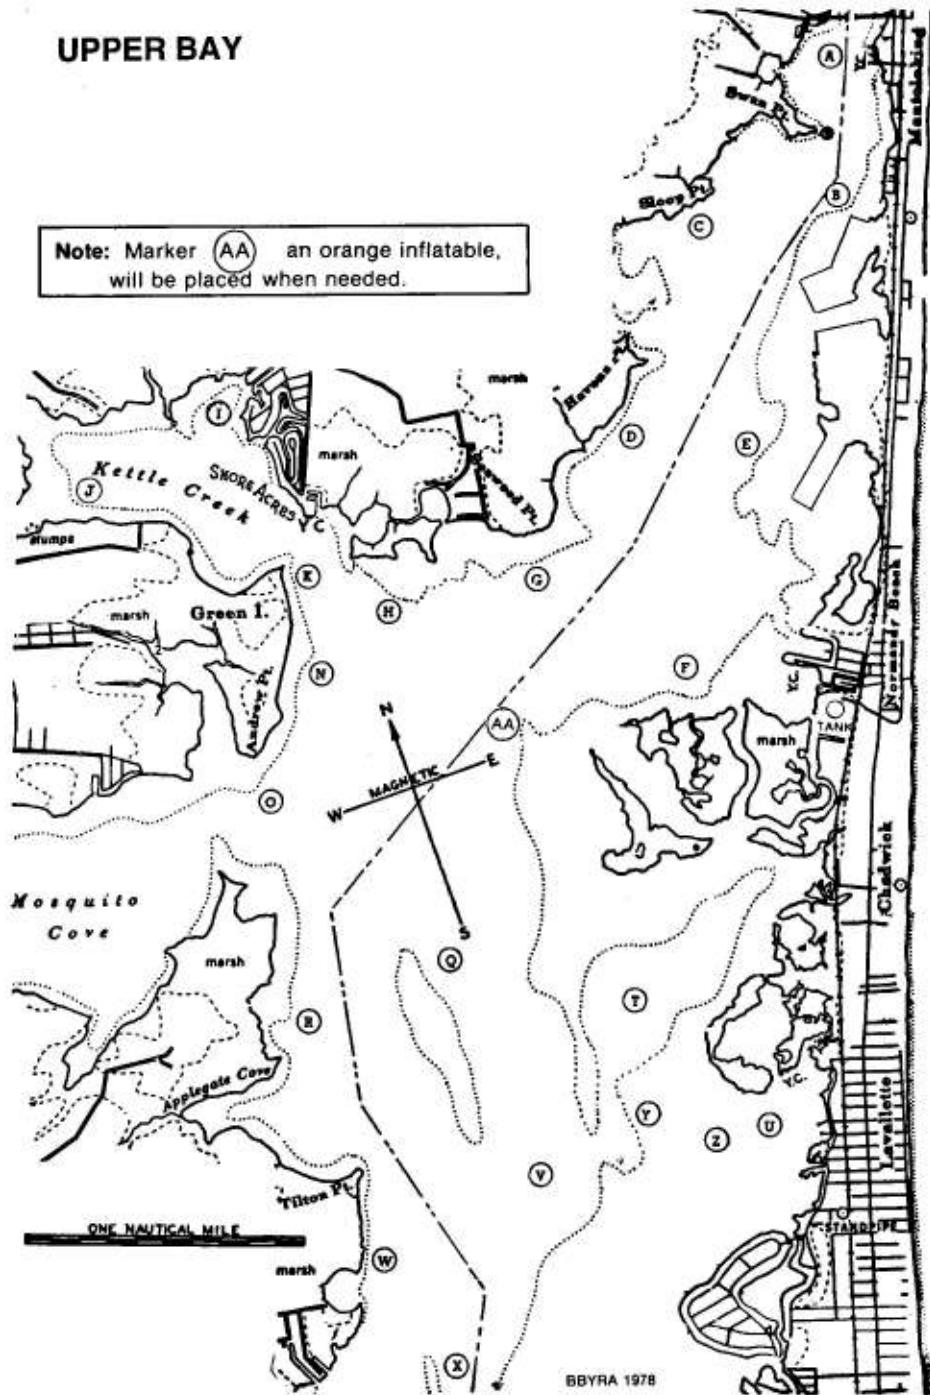 UPPER BAY
A
Y.C.
Mantoloking
Swan Pt.
B
Sloop Pt.
C
Note: Marker AA an orange inflatable,
will be placed when needed.
marsh
I
D
E
marsh
Kettle Creek
J
SHORE ACRES
Y C.
stumps
K
G
H
Normandy Beach
marsh
Green I.
N
F
Y.C.
Andrew Pt.
N
AA
marsh
TANK
MAGNETIC
E
W
O
Chadwick
Mosquito
Cove
S
marsh
Q
T
R
Y.C.
Applegate Cove
Y
U
Z
Lavallette
V
Tilton Pt.
ONE NAUTICAL MILE
STANDPIPE
W
marsh
X
BBYRA 1978